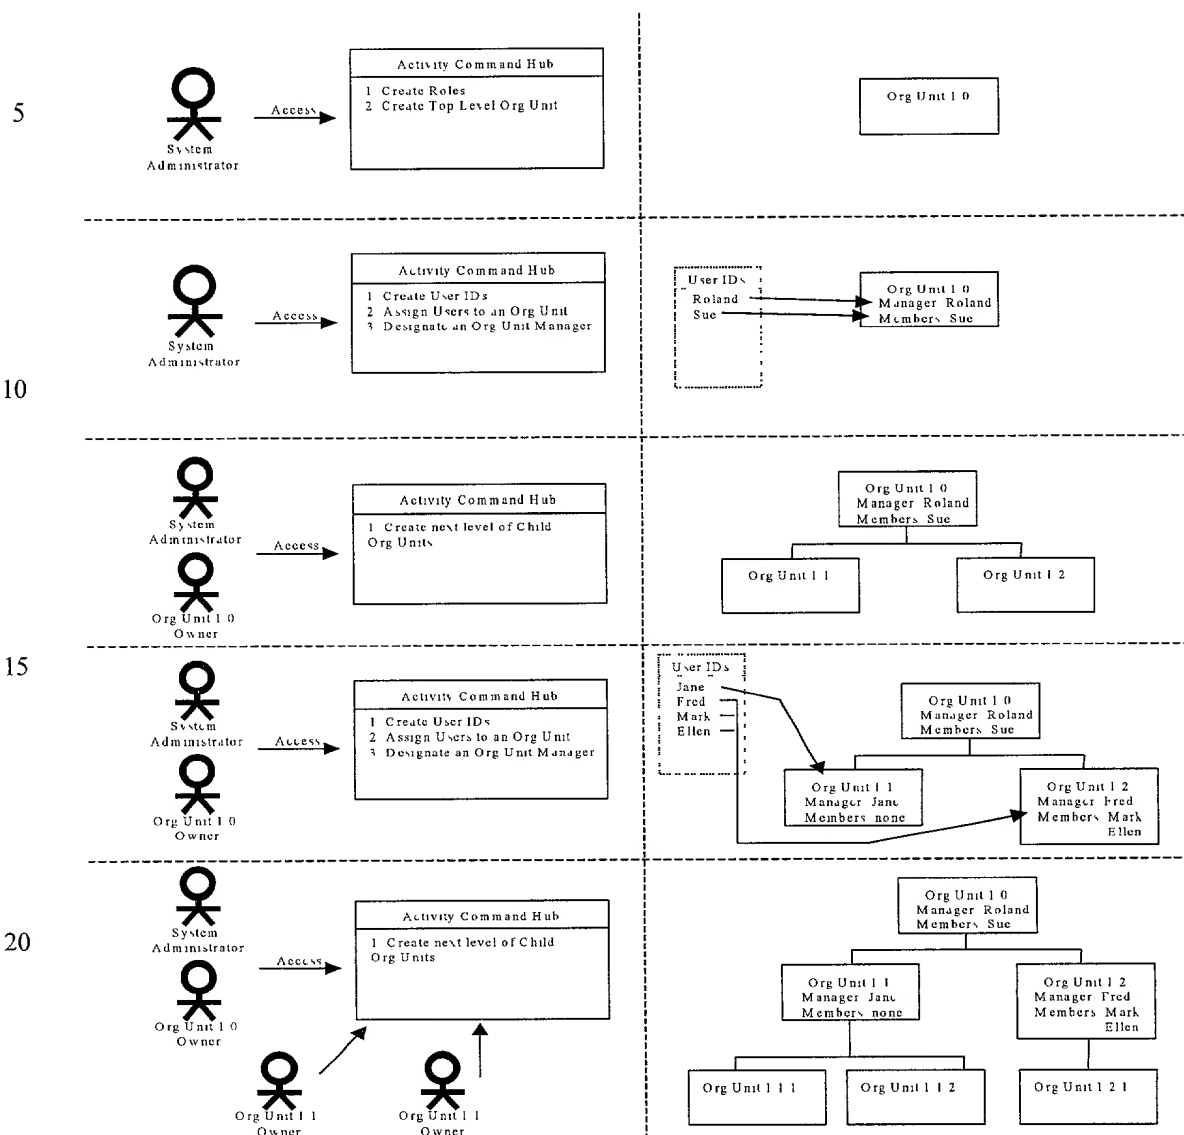 5
System
Administrator
Access
Activity Command Hub
1 Create Roles
2 Create Top Level Org Unit
Org Unit 1 0
10
System
Administrator
Access
Activity Command Hub
1 Create User IDs
2 Assign Users to an Org Unit
3 Designate an Org Unit Manager
User IDs
Roland
Sue
Org Unit 1 0
Manager Roland
Members Sue
System
Administrator
Org Unit 1 0
Owner
Access
Activity Command Hub
1 Create next level of Child
Org Units
Org Unit 1 0
Manager Roland
Members Sue
Org Unit 1 1
Org Unit 1 2
15
System
Administrator
Org Unit 1 0
Owner
Access
Activity Command Hub
1 Create User IDs
2 Assign Users to an Org Unit
3 Designate an Org Unit Manager
User IDs
Jane
Fred
Mark
Ellen
Org Unit 1 0
Manager Roland
Members Sue
Org Unit 1 1
Manager Jane
Members none
Org Unit 1 2
Manager Fred
Members Mark
Ellen
20
System
Administrator
Org Unit 1 0
Owner
Access
Activity Command Hub
1 Create next level of Child
Org Units
Org Unit 1 1
Owner
Org Unit 1 1
Owner
Org Unit 1 0
Manager Roland
Members Sue
Org Unit 1 1
Manager Jane
Members none
Org Unit 1 2
Manager Fred
Members Mark
Ellen
Org Unit 1 1 1
Org Unit 1 1 2
Org Unit 1 2 1